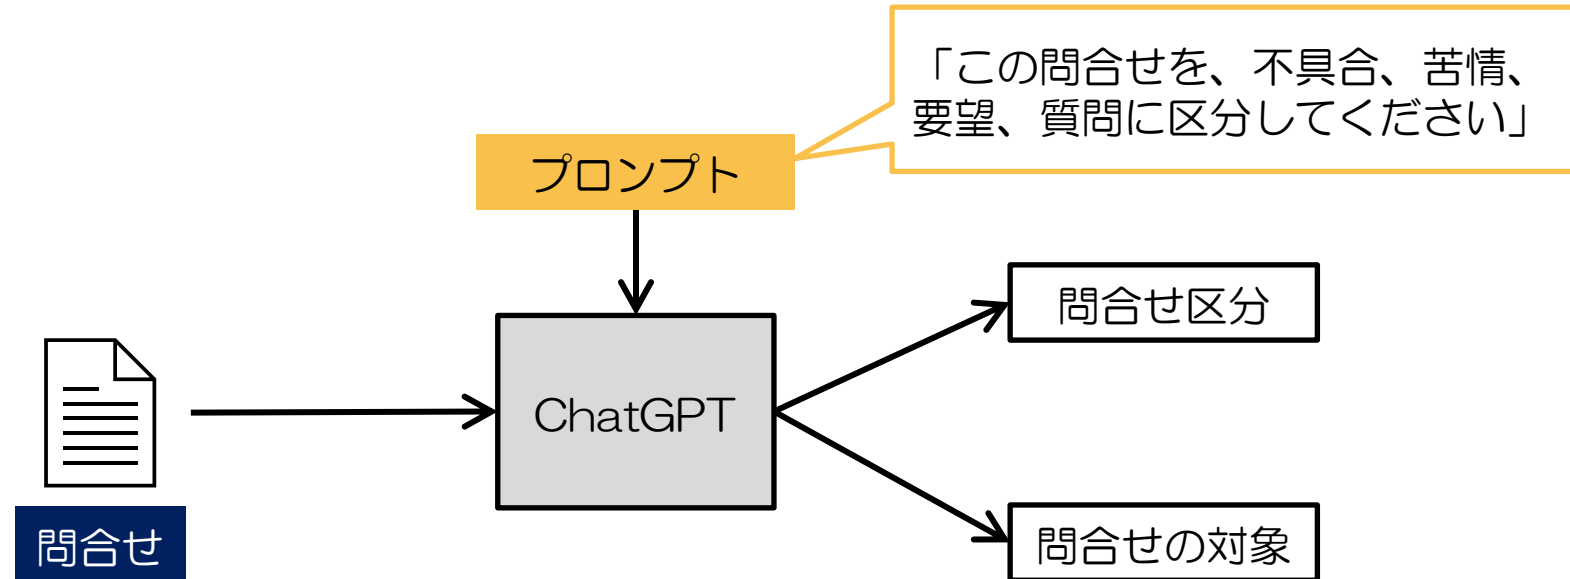 「この問合せを、不具合、苦情、
要望、質問に区分してください」
プロンプト
問合せ区分
ChatGPT
問合せ
問合せの対象